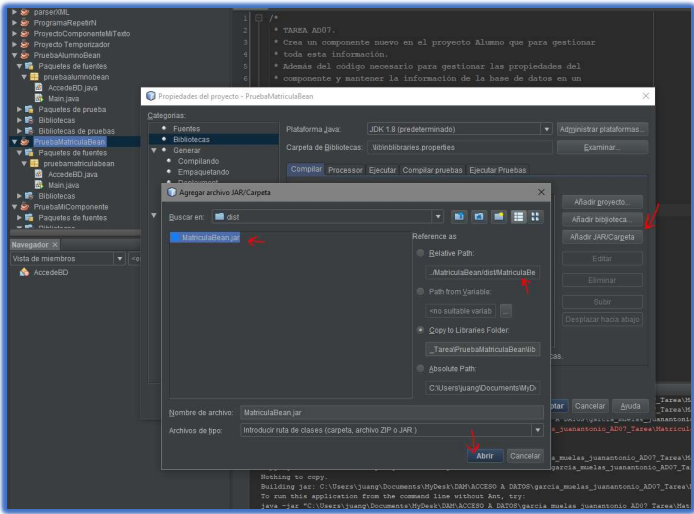 parserXML
ProgramaRepetirN
ProyectoComponenteMiTexto
Proyecto Temporizador
PruebaAlumnoBean
Paquetes de fuentes
pruebaalumnobean
AccedeBD.java
Main.java
Paquetes de prueba
Bibliotecas
Bibliotecas de pruebas
PruebaMatriculaBean
Paquetes de fuentes
pruebamatriculabean
AccedeBD.java
Main.java
Bibliotecas
PruebaMiComponente
Paquetes de fuentes
Bibliotecas
Navegador ×
Vista de miembros
AccedeBD
1 /*
2 * TAREA AD07.
3 * Crea un componente nuevo en el proyecto Alumno que para gestionar
4 * toda esta información.
5 * Además del código necesario para gestionar las propiedades del
6 * componente y mantener la información de la base de datos en un
Propiedades del proyecto - PruebaMatriculaBean
Categorías:
Fuentes
Bibliotecas
Generar
Compilando
Empaquetando
Deployment
Plataforma Java: JDK 1.8 (predeterminado) Administrar plataformas...
Carpeta de Bibliotecas: .\lib\nblibraries.properties Examinar...
Compilar Processor Ejecutar Compilar pruebas Ejecutar Pruebas
Añadir proyecto...
Añadir biblioteca...
Añadir JAR/Carpeta
Editar
Eliminar
Subir
Desplazar hacia abajo
cas.
ptar Cancelar Ayuda
Agregar archivo JAR/Carpeta
Buscar en: dist
MatriculaBean.jar
Reference as
Relative Path:
../MatriculaBean/dist/MatriculaBe
Path from Variable:
<no suitable variab ...
Copy to Libraries Folder:
_Tarea\PruebaMatriculaBean\lib
Absolute Path:
C:\Users\juang\Documents\MyD
Nombre de archivo: MatriculaBean.jar
Archivos de tipo: Introducir ruta de clases (carpeta, archivo ZIP o JAR )
Abrir Cancelar
Nothing to copy.
Building jar: C:\Users\juang\Documents\MyDesk\DAM\ACCESO A DATOS\garcia_muelas_juanantonio_AD07_Tarea\M
To run this application from the command line without Ant, try:
java -jar "C:\Users\juang\Documents\MyDesk\DAM\ACCESO A DATOS\garcia_muelas_juanantonio_AD07_Tarea\Mat